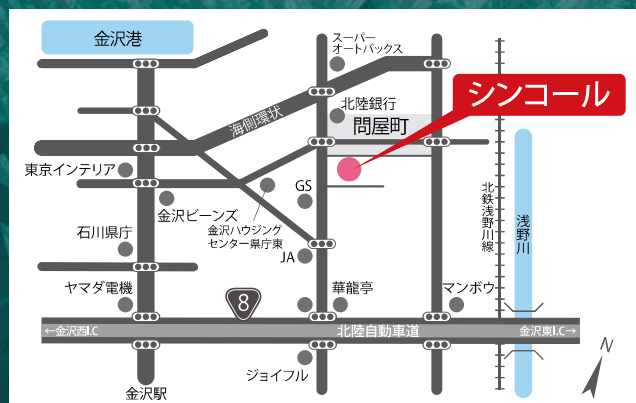 金沢港
スーパー
オートバックス
シンコール
北陸銀行
問屋町
海側環状
東京インテリア
金沢ビーンズ
金沢ハウジング
センター県庁東
GS
石川県庁
JA
北鉄浅野川線
浅野川
ヤマダ電機
8
華龍亭
マンボウ
←金沢西I.C
北陸自動車道
金沢東I.C→
ジョイフル
金沢駅
N